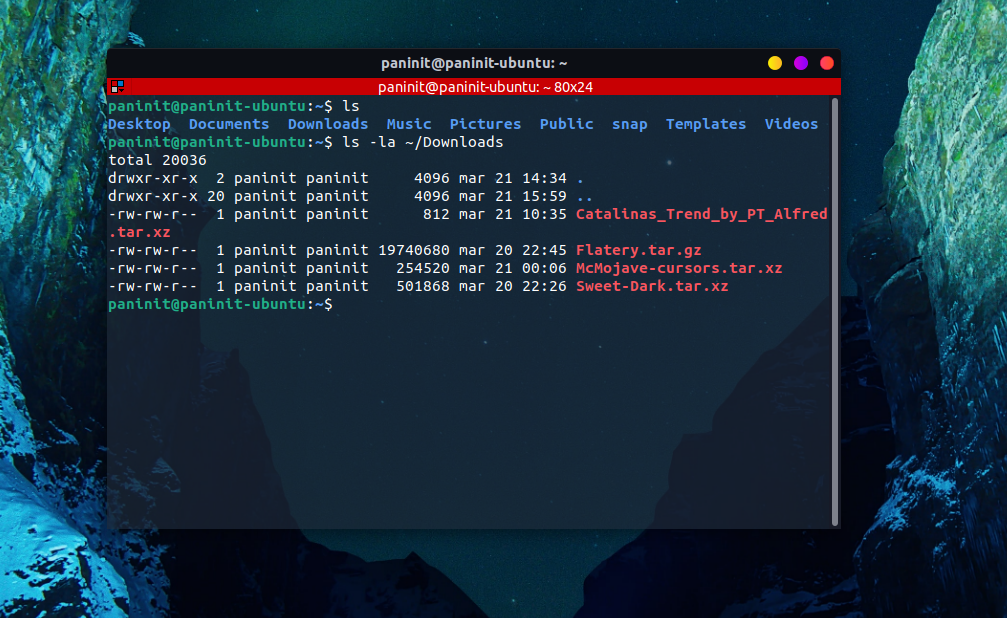 paninit@paninit-ubuntu: ~
paninit@paninit-ubuntu: ~ 80x24
paninit@paninit-ubuntu:~$ ls
Desktop  Documents  Downloads  Music  Pictures  Public  snap  Templates  Videos
paninit@paninit-ubuntu:~$ ls -la ~/Downloads
total 20036
drwxr-xr-x  2 paninit paninit     4096 mar 21 14:34 .
drwxr-xr-x 20 paninit paninit     4096 mar 21 15:59 ..
-rw-rw-r--  1 paninit paninit      812 mar 21 10:35 Catalinas_Trend_by_PT_Alfred
.tar.xz
-rw-rw-r--  1 paninit paninit 19740680 mar 20 22:45 Flatery.tar.gz
-rw-rw-r--  1 paninit paninit   254520 mar 21 00:06 McMojave-cursors.tar.xz
-rw-rw-r--  1 paninit paninit   501868 mar 20 22:26 Sweet-Dark.tar.xz
paninit@paninit-ubuntu:~$